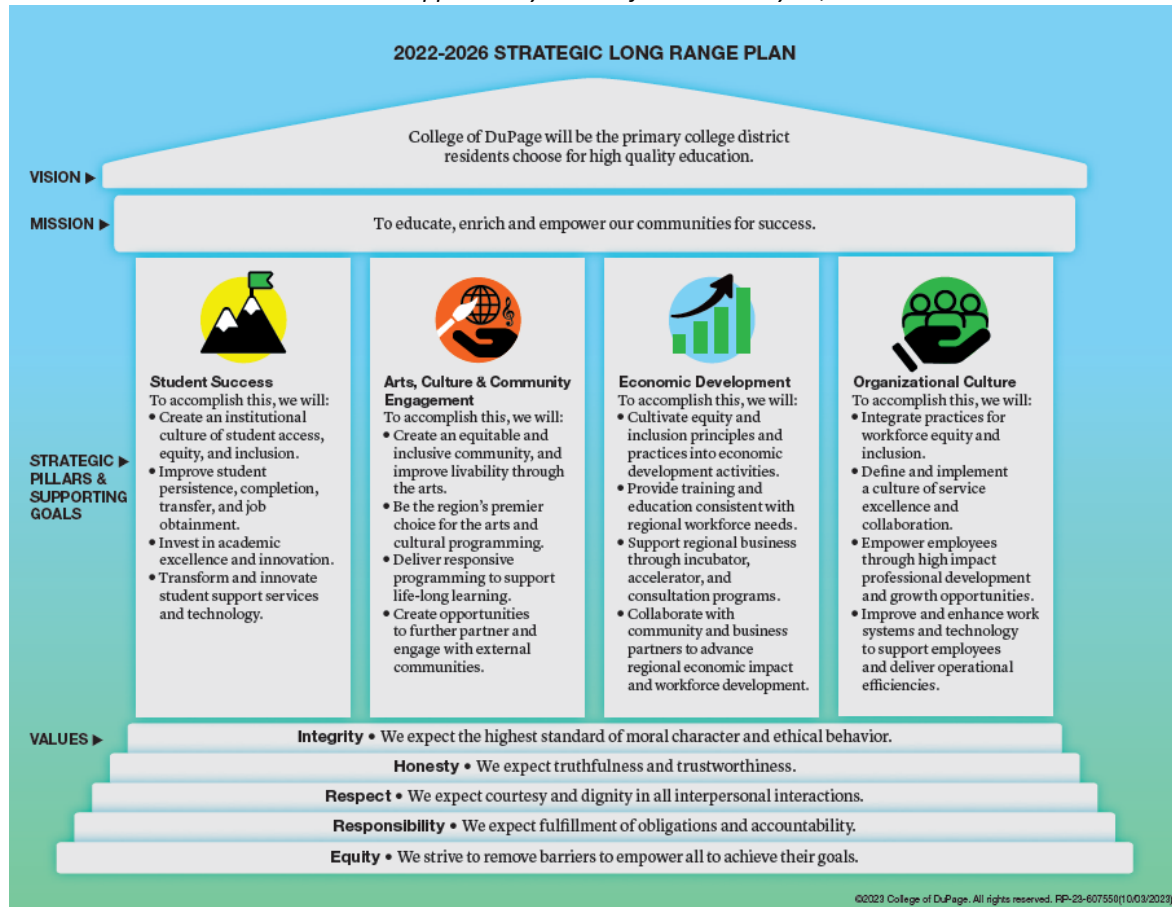 2022-2026 STRATEGIC LONG RANGE PLAN
College of DuPage will be the primary college district
residents choose for high quality education.
VISION ▶
MISSION ▶
To educate, enrich and empower our communities for success.
STRATEGIC ▶
PILLARS &
SUPPORTING
GOALS
Student Success
To accomplish this, we will:
• Create an institutional
culture of student access,
equity, and inclusion.
• Improve student
persistence, completion,
transfer, and job
obtainment.
• Invest in academic
excellence and innovation.
• Transform and innovate
student support services
and technology.
Arts, Culture & Community
Engagement
To accomplish this, we will:
• Create an equitable and
inclusive community, and
improve livability through
the arts.
• Be the region's premier
choice for the arts and
cultural programming.
• Deliver responsive
programming to support
life-long learning.
• Create opportunities
to further partner and
engage with external
communities.
Economic Development
To accomplish this, we will:
• Cultivate equity and
inclusion principles and
practices into economic
development activities.
• Provide training and
education consistent with
regional workforce needs.
• Support regional business
through incubator,
accelerator, and
consultation programs.
• Collaborate with
community and business
partners to advance
regional economic impact
and workforce development.
Organizational Culture
To accomplish this, we will:
• Integrate practices for
workforce equity and
inclusion.
• Define and implement
a culture of service
excellence and
collaboration.
• Empower employees
through high impact
professional development
and growth opportunities.
• Improve and enhance work
systems and technology
to support employees
and deliver operational
efficiencies.
VALUES ▶
Integrity • We expect the highest standard of moral character and ethical behavior.
Honesty • We expect truthfulness and trustworthiness.
Respect • We expect courtesy and dignity in all interpersonal interactions.
Responsibility • We expect fulfillment of obligations and accountability.
Equity • We strive to remove barriers to empower all to achieve their goals.
©2023 College of DuPage. All rights reserved. RP-23-607550(10/03/2023)